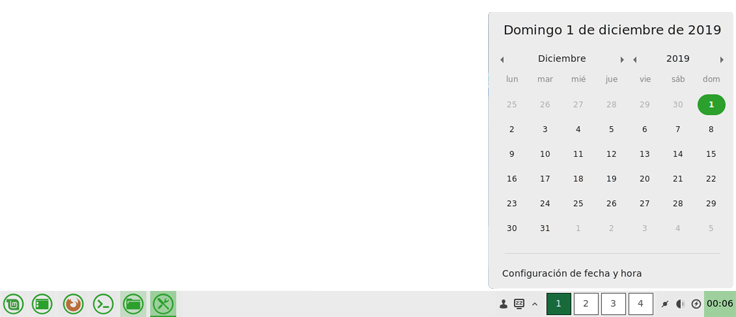 Domingo 1 de diciembre de 2019
Diciembre 2019
lun mar mié jue vie sáb dom
25 26 27 28 29 30 1
2 3 4 5 6 7 8
9 10 11 12 13 14 15
16 17 18 19 20 21 22
23 24 25 26 27 28 29
30 31 1 2 3 4 5
Configuración de fecha y hora
1 2 3 4 00:06